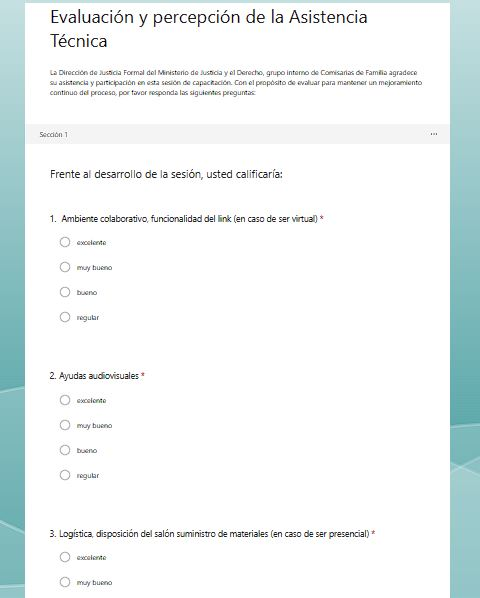 Evaluación y percepción de la Asistencia
Técnica
La Dirección de Justicia Formal del Ministerio de Justicia y el Derecho, grupo interno de Comisarías de Familia agradece
su asistencia y participación en esta sesión de capacitación. Con el propósito de evaluar para mantener un mejoramiento
continuo del proceso, por favor responda las siguientes preguntas:
Sección 1 ...
Frente al desarrollo de la sesión, usted calificaría:
1. Ambiente colaborativo, funcionalidad del link (en caso de ser virtual) *
excelente
muy bueno
bueno
regular
2. Ayudas audiovisuales *
excelente
muy bueno
bueno
regular
3. Logística, disposición del salón suministro de materiales (en caso de ser presencial) *
excelente
muy bueno